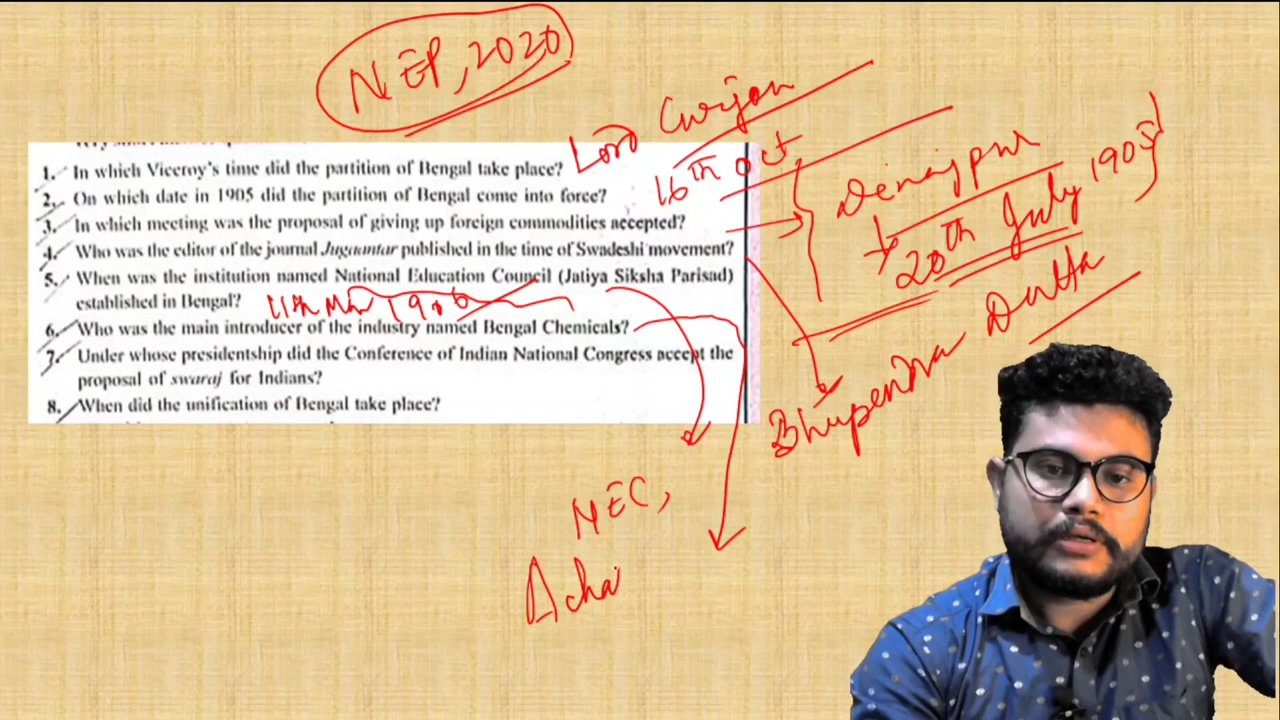 NEP, 2020
Lord Curjon
1. In which Viceroy's time did the partition of Bengal take place?
16th Oct
2. On which date in 1905 did the partition of Bengal come into force?
3. In which meeting was the proposal of giving up foreign commodities accepted?
Denajpur
20th July 1905
4. Who was the editor of the journal Jugaantar published in the time of Swadeshi movement?
Bhupendra Dutta
5. When was the institution named National Education Council (Jatiya Siksha Parisad)
established in Bengal?
11th Mar 1906
6. Who was the main introducer of the industry named Bengal Chemicals?
7. Under whose presidentship did the Conference of Indian National Congress accept the
proposal of swaraj for Indians?
8. When did the unification of Bengal take place?
NEC,
Acha